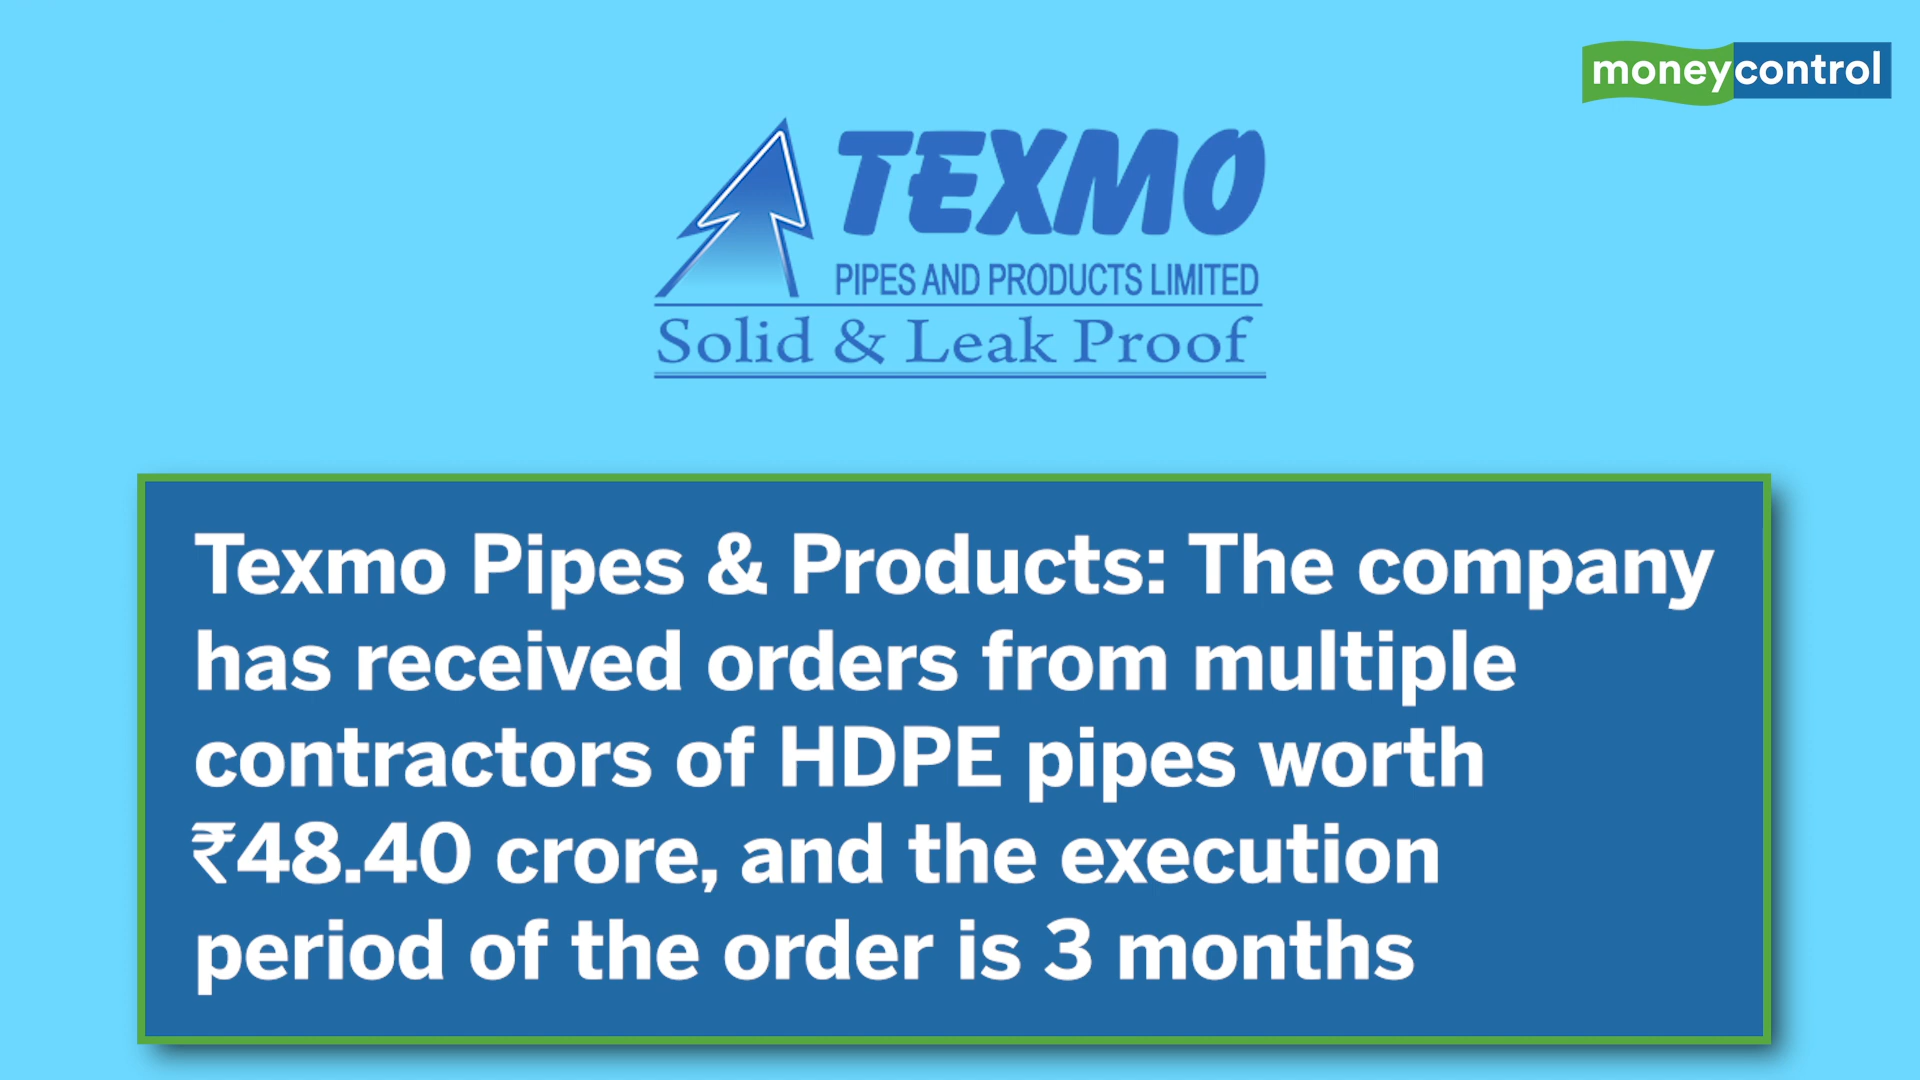 moneycontrol
TEXMO
PIPES AND PRODUCTS LIMITED
Solid & Leak Proof
Texmo Pipes & Products: The company
has received orders from multiple
contractors of HDPE pipes worth
₹48.40 crore, and the execution
period of the order is 3 months